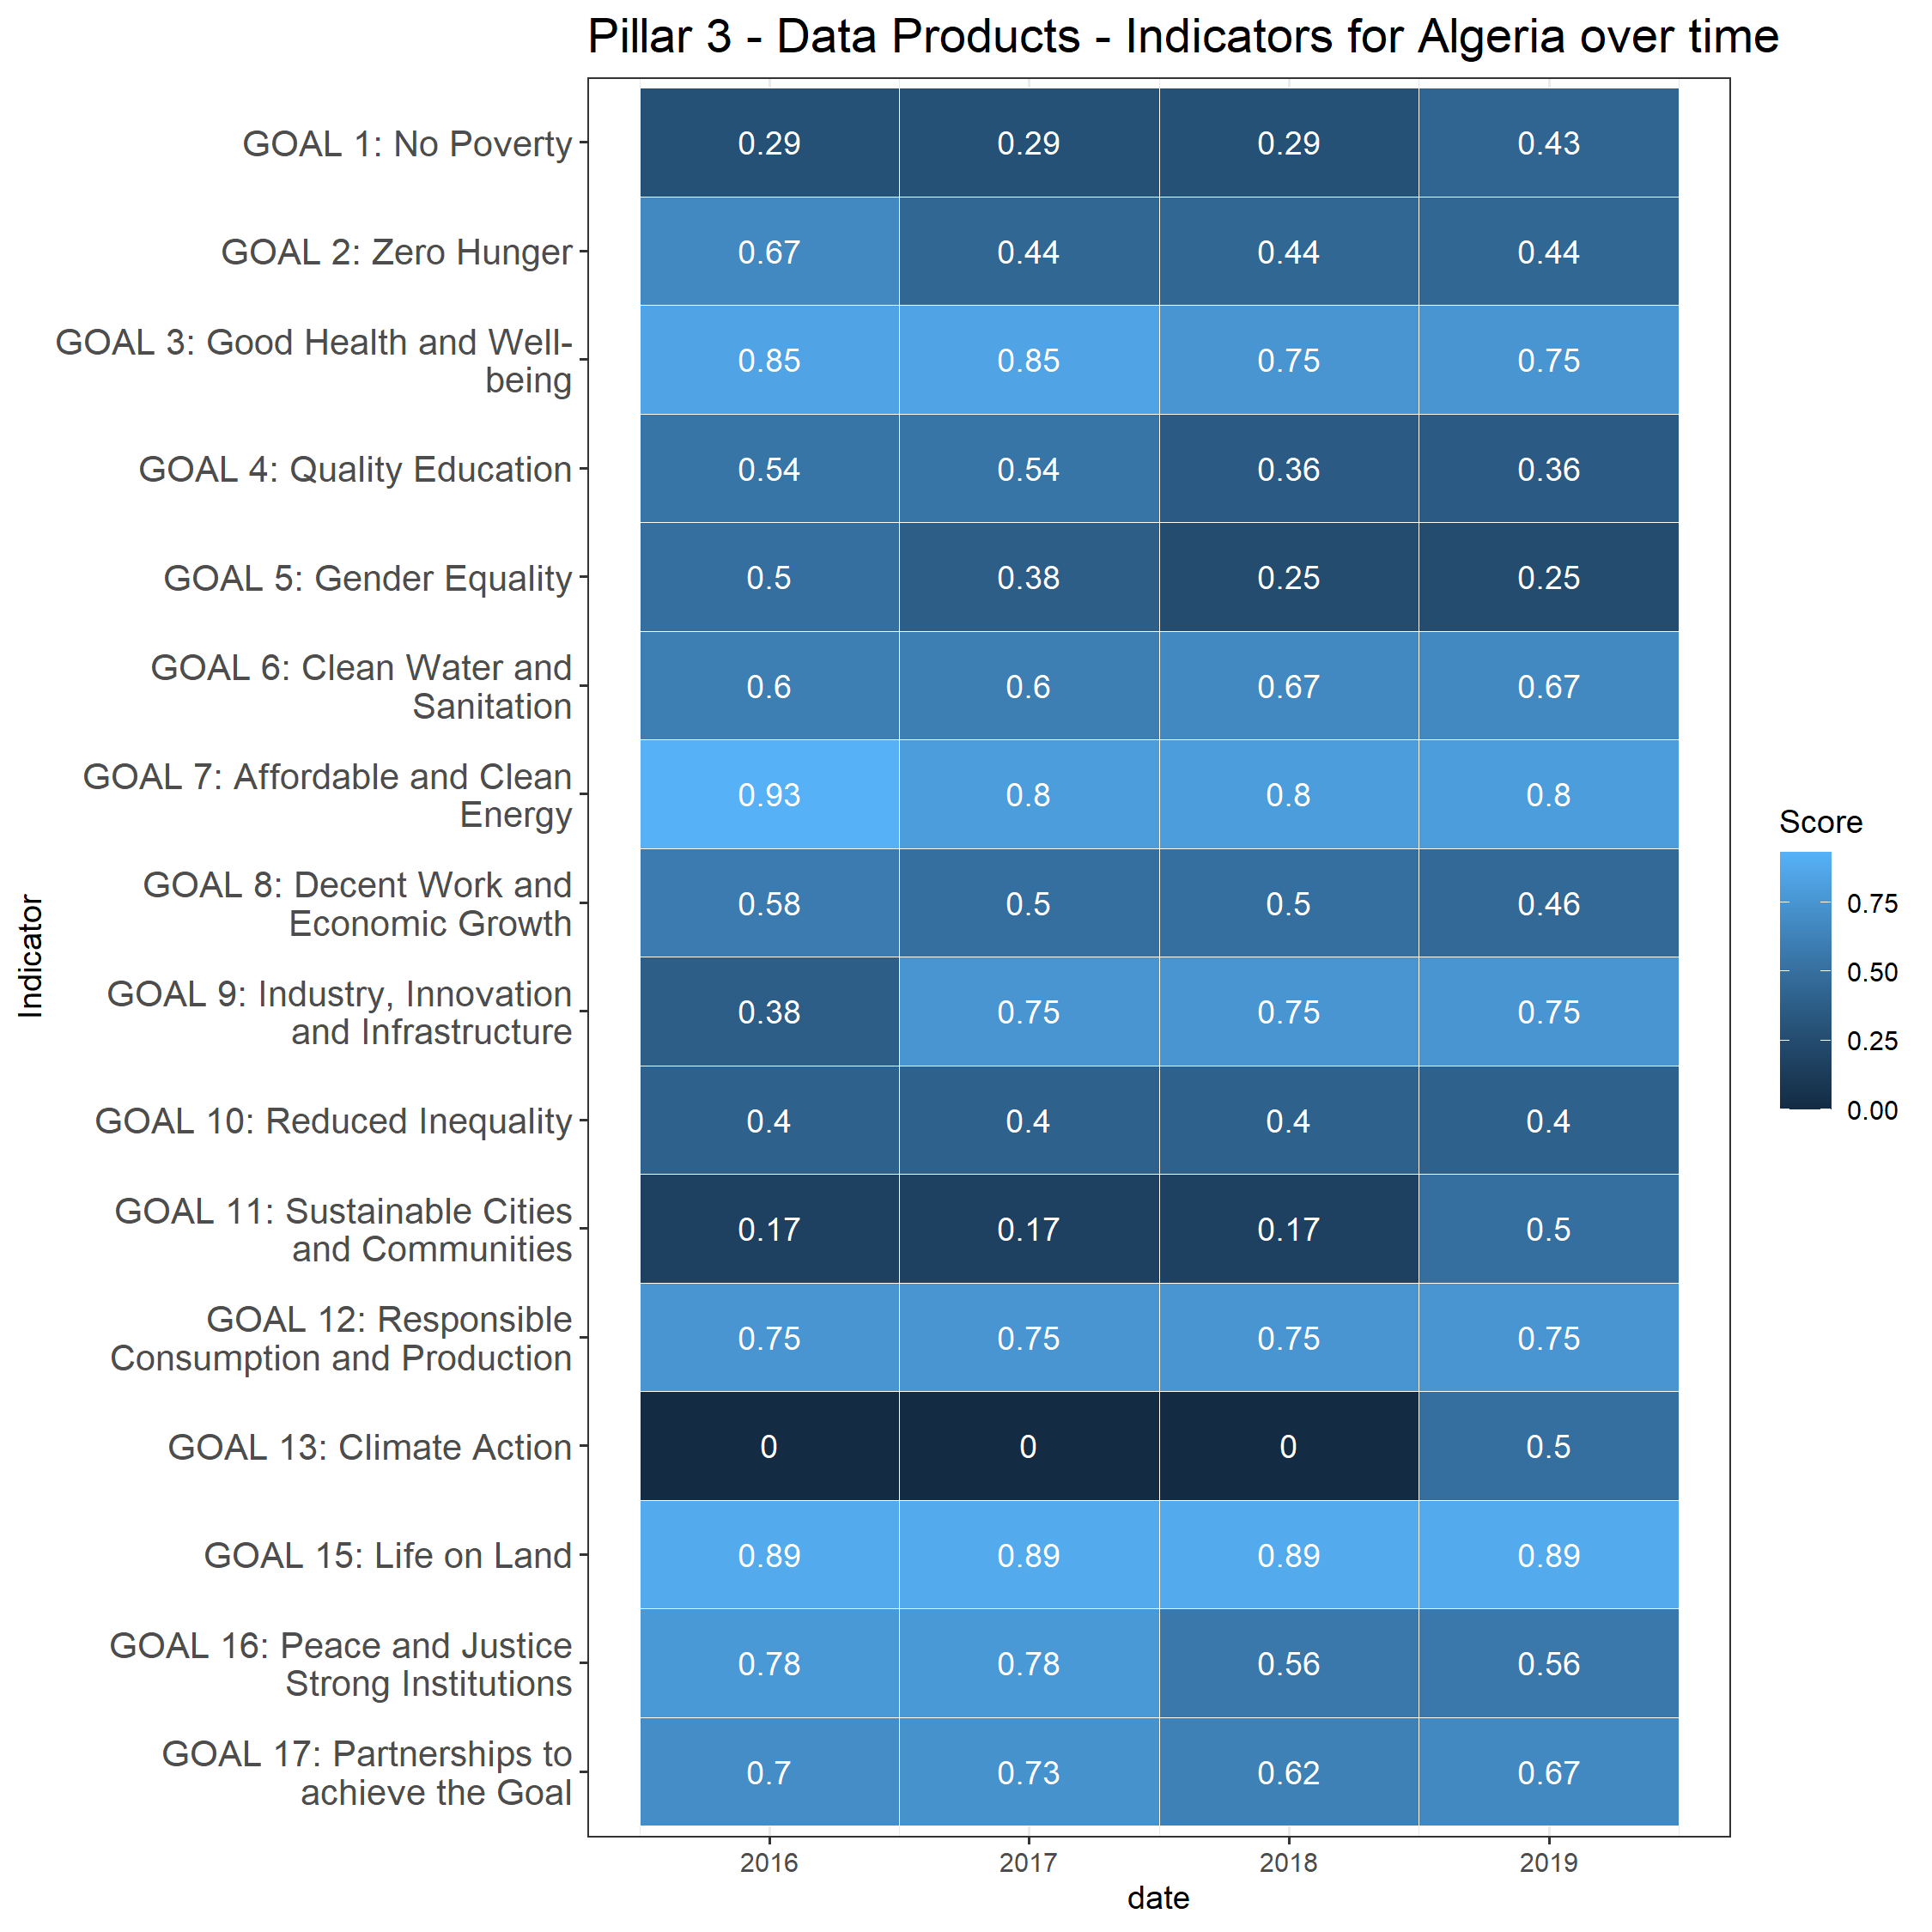 Pillar 3 - Data Products - Indicators for Algeria over time
GOAL 1: No Poverty
0.29 0.29 0.29 0.43
GOAL 2: Zero Hunger
0.67 0.44 0.44 0.44
GOAL 3: Good Health and Well-
being
0.85 0.85 0.75 0.75
GOAL 4: Quality Education
0.54 0.54 0.36 0.36
GOAL 5: Gender Equality
0.5 0.38 0.25 0.25
GOAL 6: Clean Water and
Sanitation
0.6 0.6 0.67 0.67
GOAL 7: Affordable and Clean
Energy
0.93 0.8 0.8 0.8
GOAL 8: Decent Work and
Economic Growth
0.58 0.5 0.5 0.46
GOAL 9: Industry, Innovation
and Infrastructure
0.38 0.75 0.75 0.75
GOAL 10: Reduced Inequality
0.4 0.4 0.4 0.4
GOAL 11: Sustainable Cities
and Communities
0.17 0.17 0.17 0.5
GOAL 12: Responsible
Consumption and Production
0.75 0.75 0.75 0.75
GOAL 13: Climate Action
0 0 0 0.5
GOAL 15: Life on Land
0.89 0.89 0.89 0.89
GOAL 16: Peace and Justice
Strong Institutions
0.78 0.78 0.56 0.56
GOAL 17: Partnerships to
achieve the Goal
0.7 0.73 0.62 0.67
2016 2017 2018 2019
date
Indicator
Score
0.75
0.50
0.25
0.00